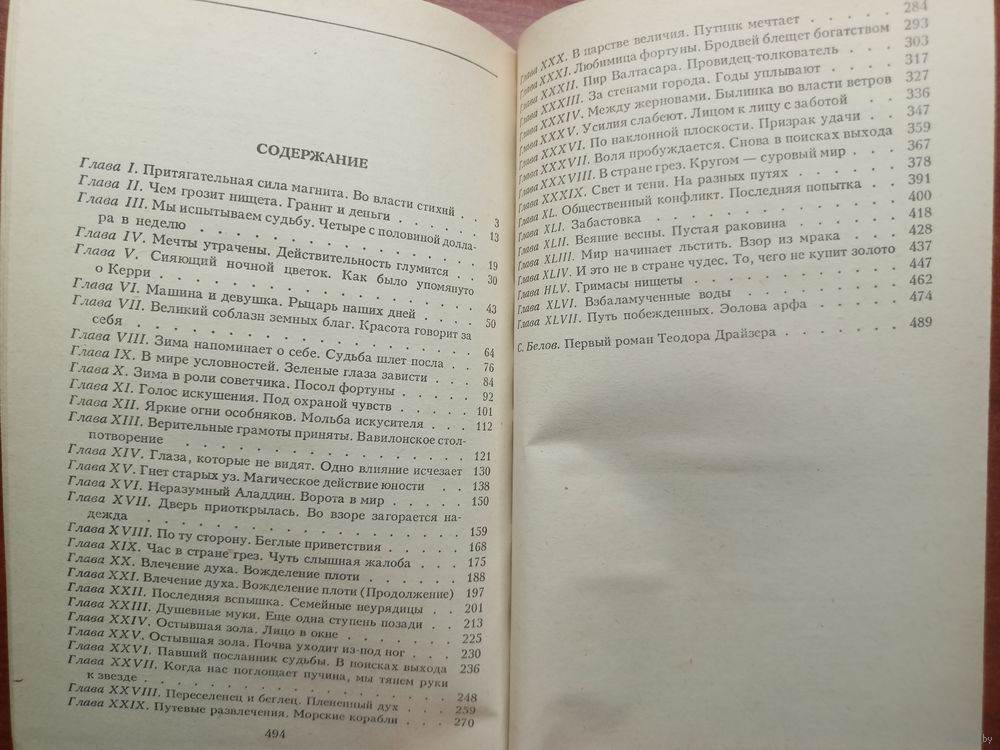 СОДЕРЖАНИЕ
Глава I. Притягательная сила магнита. Во власти стихий . . 3
Глава II. Чем грозит нищета. Гранит и деньги . . . . . 13
Глава III. Мы испытываем судьбу. Четыре с половиной долла-
ра в неделю . . . . . . . . . . . . . . 19
Глава IV. Мечты утрачены. Действительность глумится . . 30
Глава V. Сияющий ночной цветок. Как было упомянуто
о Керри . . . . . . . . . . . . . . . . 43
Глава VI. Машина и девушка. Рыцарь наших дней . . . . 50
Глава VII. Великий соблазн земных благ. Красота говорит за
себя . . . . . . . . . . . . . . . . . 64
Глава VIII. Зима напоминает о себе. Судьба шлет посла . . 76
Глава IX. В мире условностей. Зеленые глаза зависти . . . 84
Глава X. Зима в роли советчика. Посол фортуны . . . . . 92
Глава XI. Голос искушения. Под охраной чувств . . . . . 101
Глава XII. Яркие огни особняков. Мольба искусителя . . . 112
Глава XIII. Верительные грамоты приняты. Вавилонское стол-
потворение . . . . . . . . . . . . . . 121
Глава XIV. Глаза, которые не видят. Одно влияние исчезает 130
Глава XV. Гнет старых уз. Магическое действие юности . . 138
Глава XVI. Неразумный Аладдин. Ворота в мир . . . . . 150
Глава XVII. Дверь приоткрылась. Во взоре загорается на-
дежда . . . . . . . . . . . . . . . . 159
Глава XVIII. По ту сторону. Беглые приветствия . . . . . 168
Глава XIX. Час в стране грез. Чуть слышная жалоба . . . 175
Глава XX. Влечение духа. Вожделение плоти . . . . . . 188
Глава XXI. Влечение духа. Вожделение плоти (Продолжение) 197
Глава XXII. Последняя вспышка. Семейные неурядицы . . 201
Глава XXIII. Душевные муки. Еще одна ступень позади . . 213
Глава XXIV. Остывшая зола. Лицо в окне . . . . . . . 225
Глава XXV. Остывшая зола. Почва уходит из-под ног . . . 230
Глава XXVI. Павший посланник судьбы. В поисках выхода 236
Глава XXVII. Когда нас поглощает пучина, мы тянем руки
к звезде . . . . . . . . . . . . . . . 248
Глава XXVIII. Переселенец и беглец. Плененный дух . . . 259
Глава XXIX. Путевые развлечения. Морские корабли . . . 270
494
Глава XXX. В царстве величия. Путник мечтает . . . . . 284
Глава XXXI. Любимица фортуны. Бродвей блещет богатством 293
Глава XXXII. Пир Валтасара. Провидец-толкователь . . . 303
Глава XXXIII. За стенами города. Годы уплывают . . . . 317
Глава XXXIV. Между жерновами. Былинка во власти ветров 327
Глава XXXV. Усилия слабеют. Лицом к лицу с заботой . . 336
Глава XXXVI. По наклонной плоскости. Призрак удачи . . 347
Глава XXXVII. Воля пробуждается. Снова в поисках выхода 359
Глава XXXVIII. В стране грез. Кругом — суровый мир . . . 367
Глава XXXIX. Свет и тени. На разных путях . . . . . . 378
Глава XL. Общественный конфликт. Последняя попытка . . 391
Глава XLI. Забастовка . . . . . . . . . . . . 400
Глава XLII. Веяние весны. Пустая раковина . . . . . . 418
Глава XLIII. Мир начинает льстить. Взор из мрака . . . . 428
Глава XLIV. И это не в стране чудес. То, чего не купит золото 437
Глава HLV. Гримасы нищеты . . . . . . . . . . 447
Глава XLVI. Взбаламученные воды . . . . . . . . 462
Глава XLVII. Путь побежденных. Эолова арфа . . . . . 474
С. Белов. Первый роман Теодора Драйзера . . . . . . . 489
by